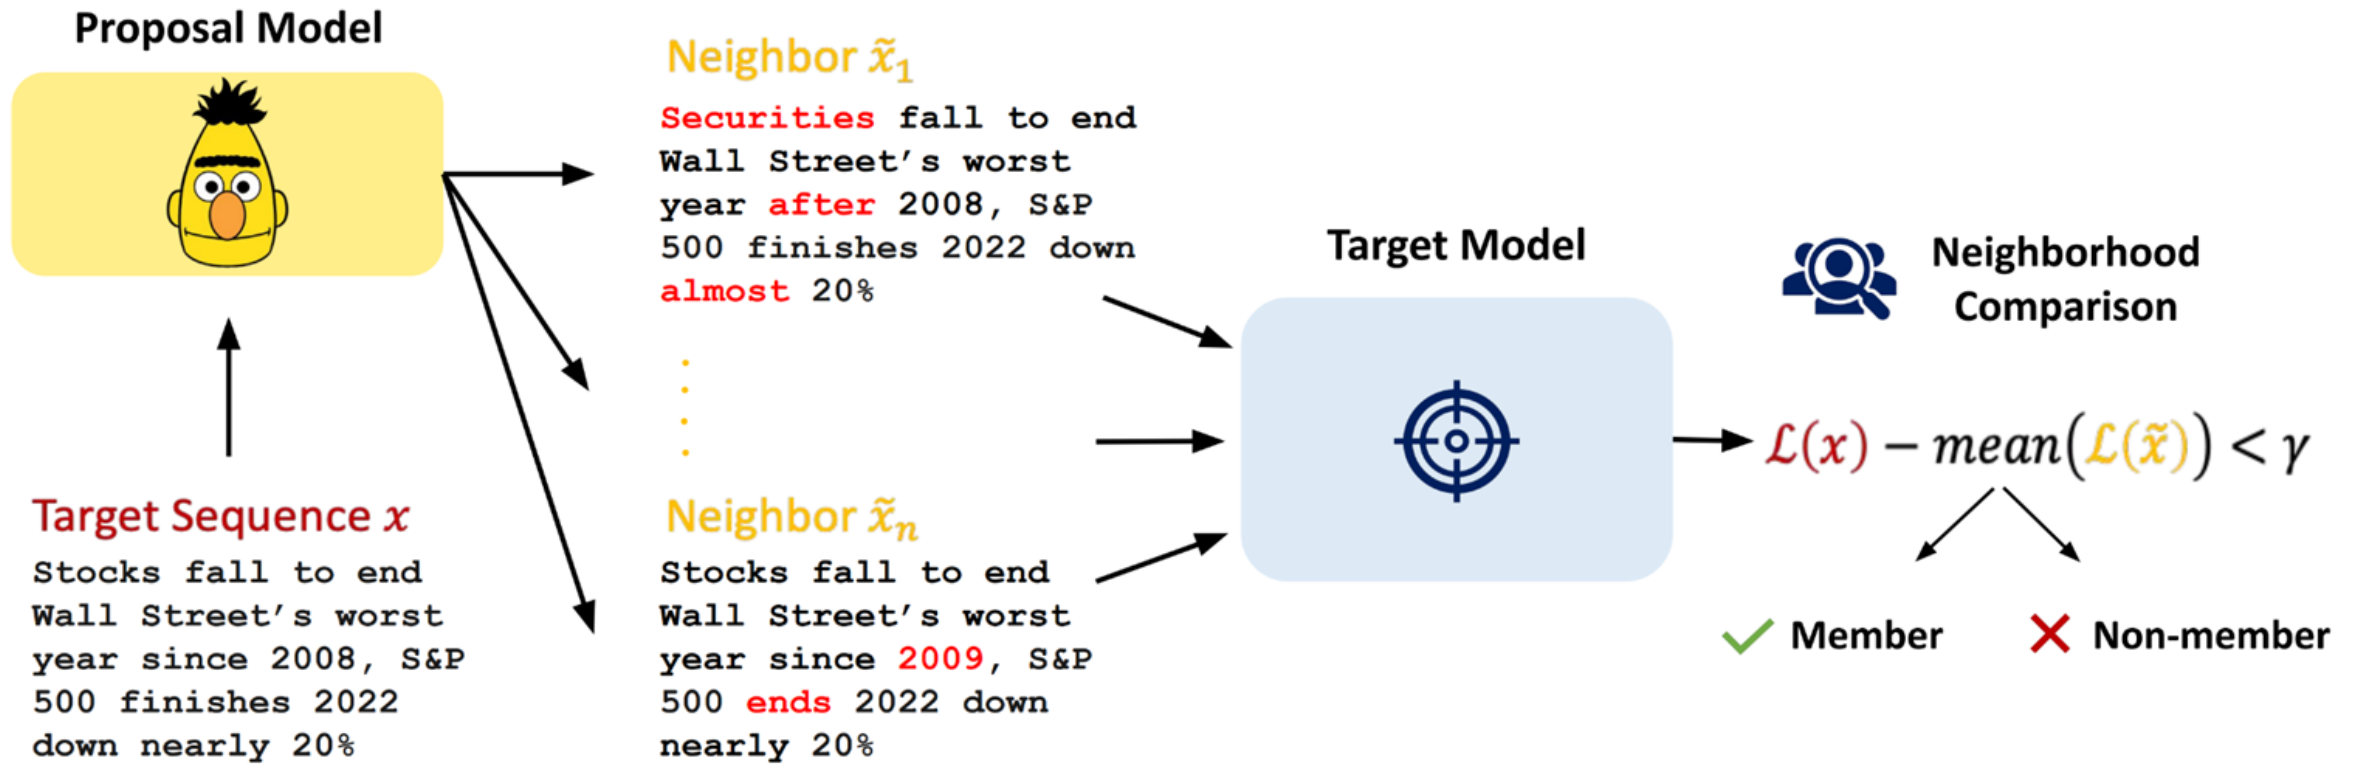 Proposal Model
Target Sequence x
Stocks fall to end
Wall Street’s worst
year since 2008, S&P
500 finishes 2022
down nearly 20%
Neighbor x̃₁
Securities fall to end
Wall Street’s worst
year after 2008, S&P
500 finishes 2022 down
almost 20%
Neighbor x̃ₙ
Stocks fall to end
Wall Street’s worst
year since 2009, S&P
500 ends 2022 down
nearly 20%
Target Model
Neighborhood
Comparison
ℒ(x) − mean(ℒ(x̃)) < γ
Member
Non-member